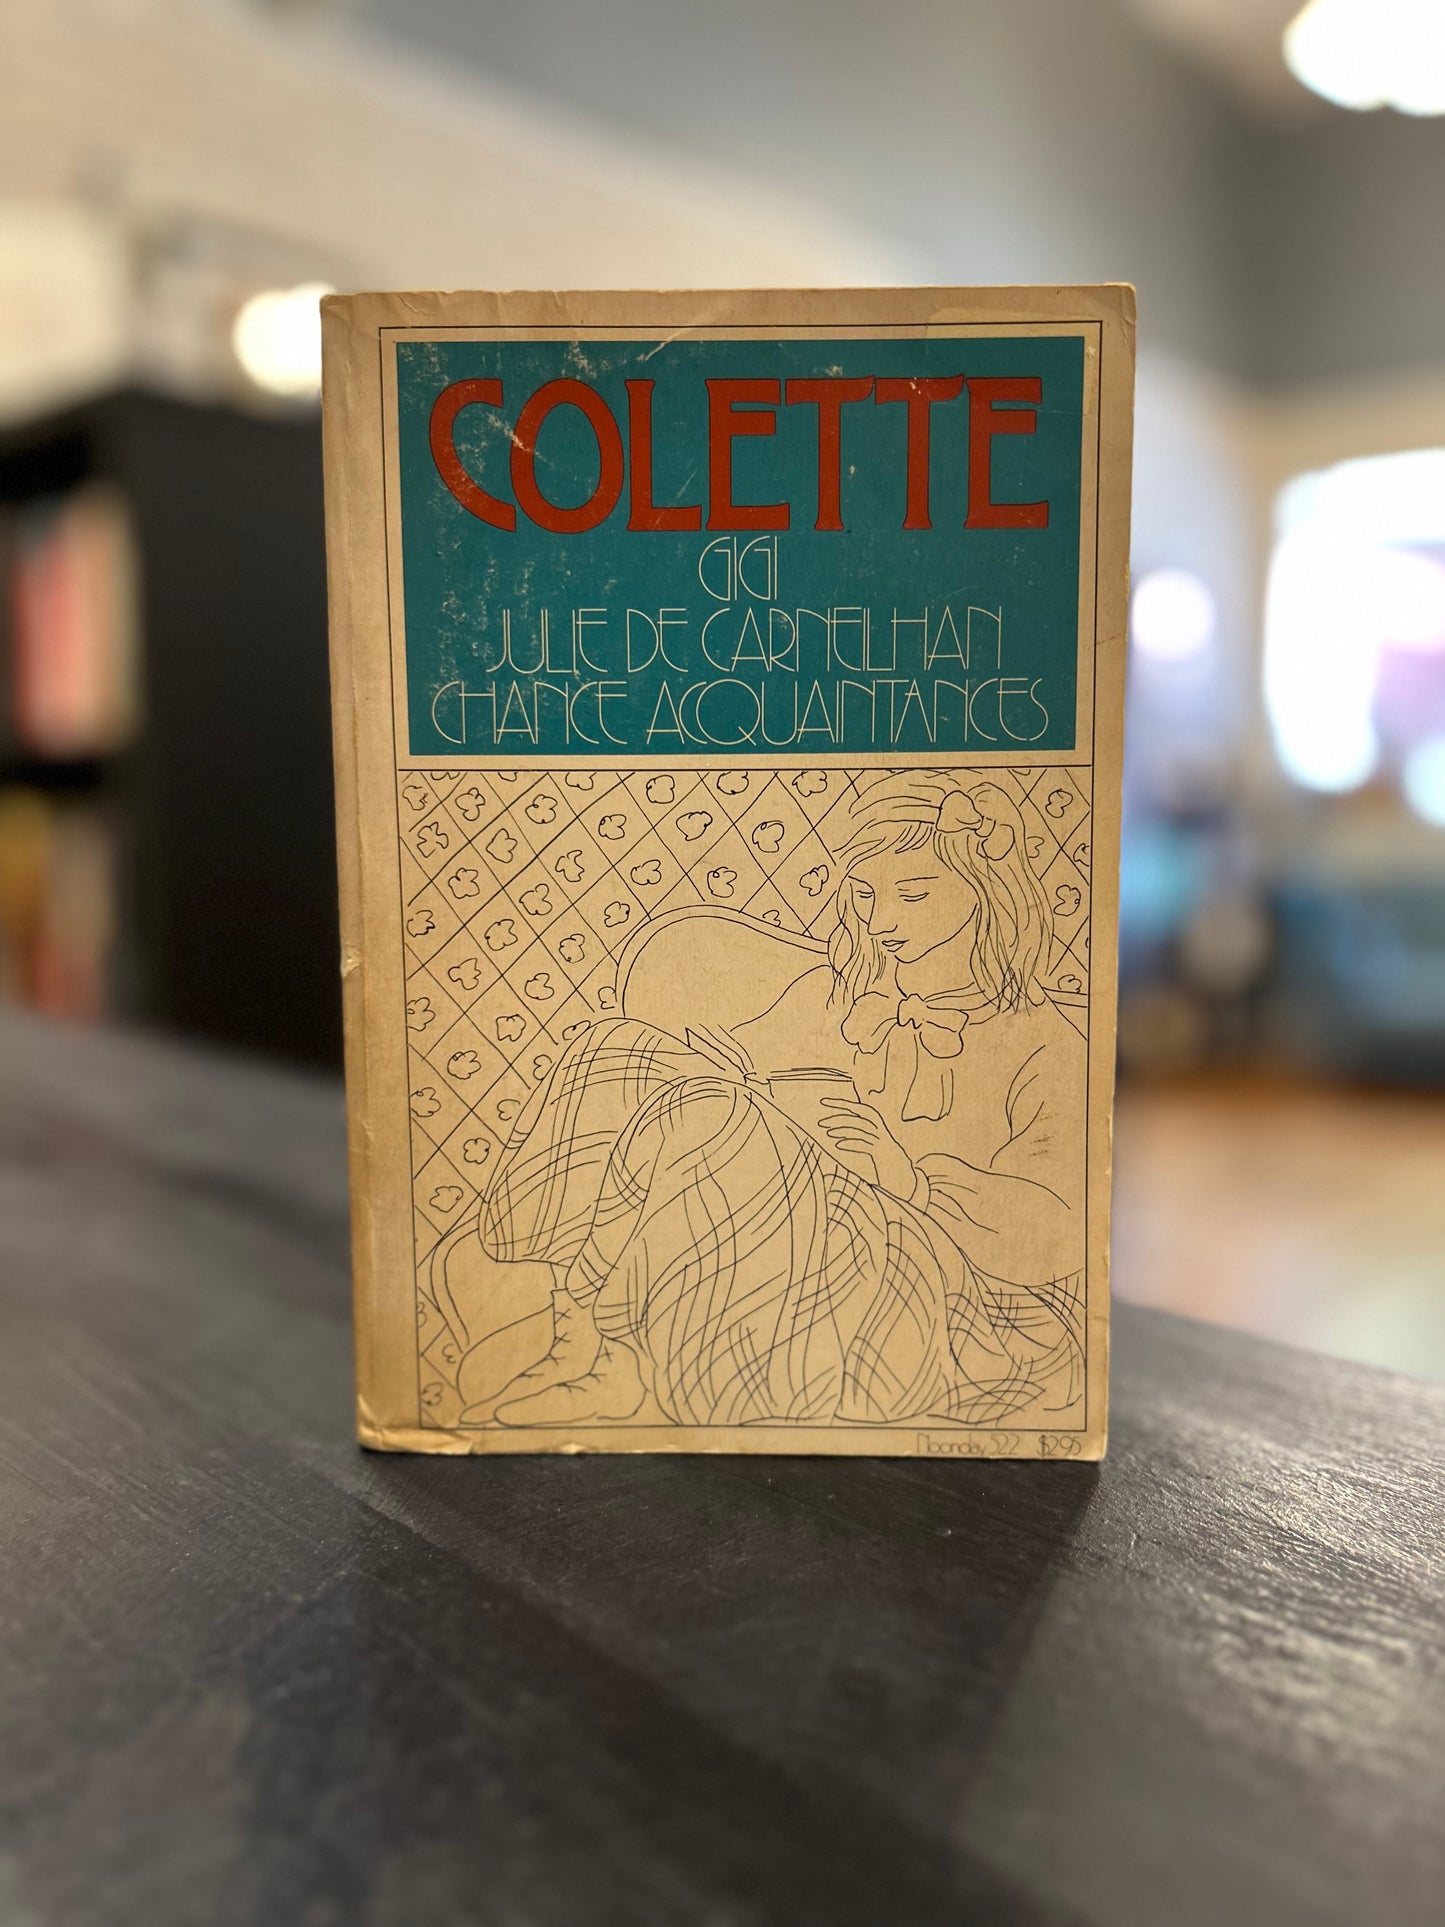 COLETTE
GIGI
JULIE DE CARNEILHAN
CHANCE ACQUAINTANCES
Noonday 522 $2.95